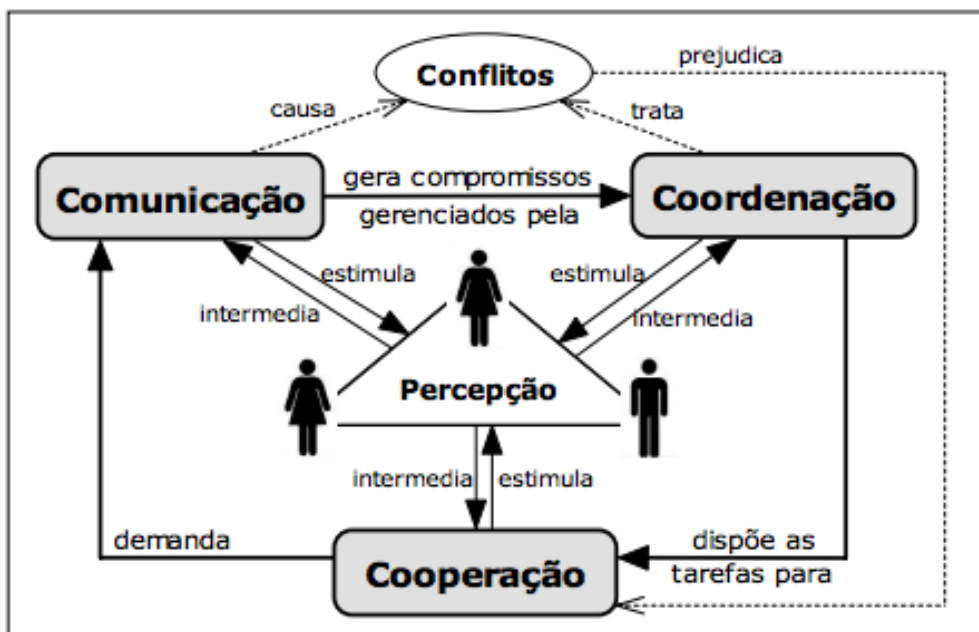 Conflitos
prejudica
causa
trata
Comunicação
gera compromissos
gerenciados pela
Coordenação
estimula
intermedia
estimula
intermedia
Percepção
intermedia
estimula
demanda
Cooperação
dispõe as
tarefas para